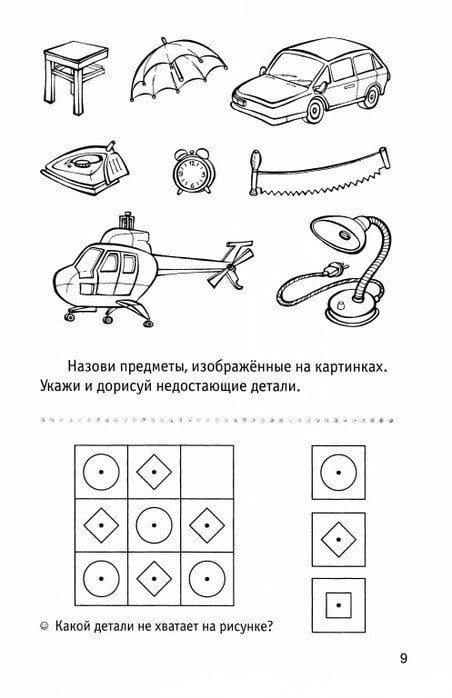 Назови предметы, изображённые на картинках.
Укажи и дорисуй недостающие детали.
☺ Какой детали не хватает на рисунке?
9